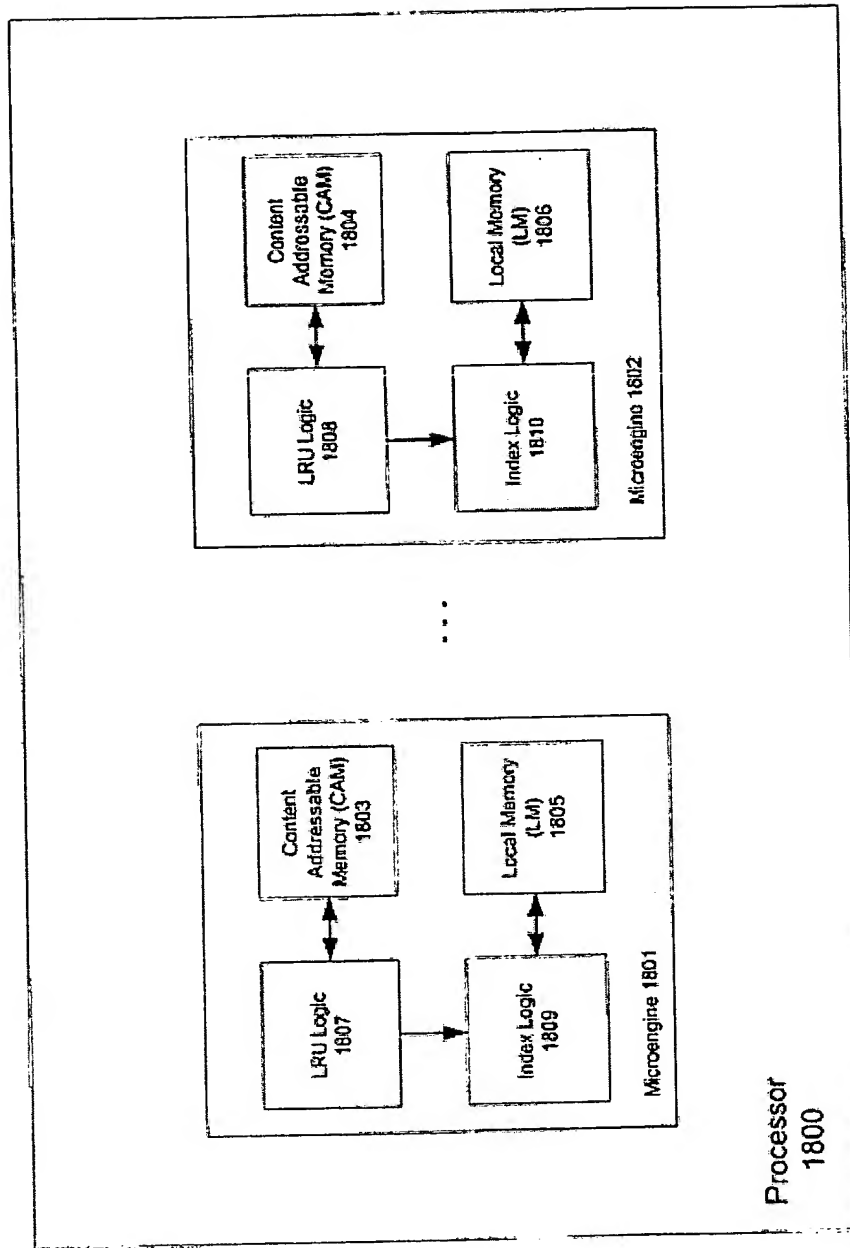 LRU Logic
1807
Content
Addressable
Memory (CAM)
1803
Index Logic
1809
Local Memory
(LM)
1805
Microengine 1801
. . .
LRU Logic
1808
Content
Addressable
Memory (CAM)
1804
Index Logic
1810
Local Memory
(LM)
1806
Microengine 1802
Processor
1800